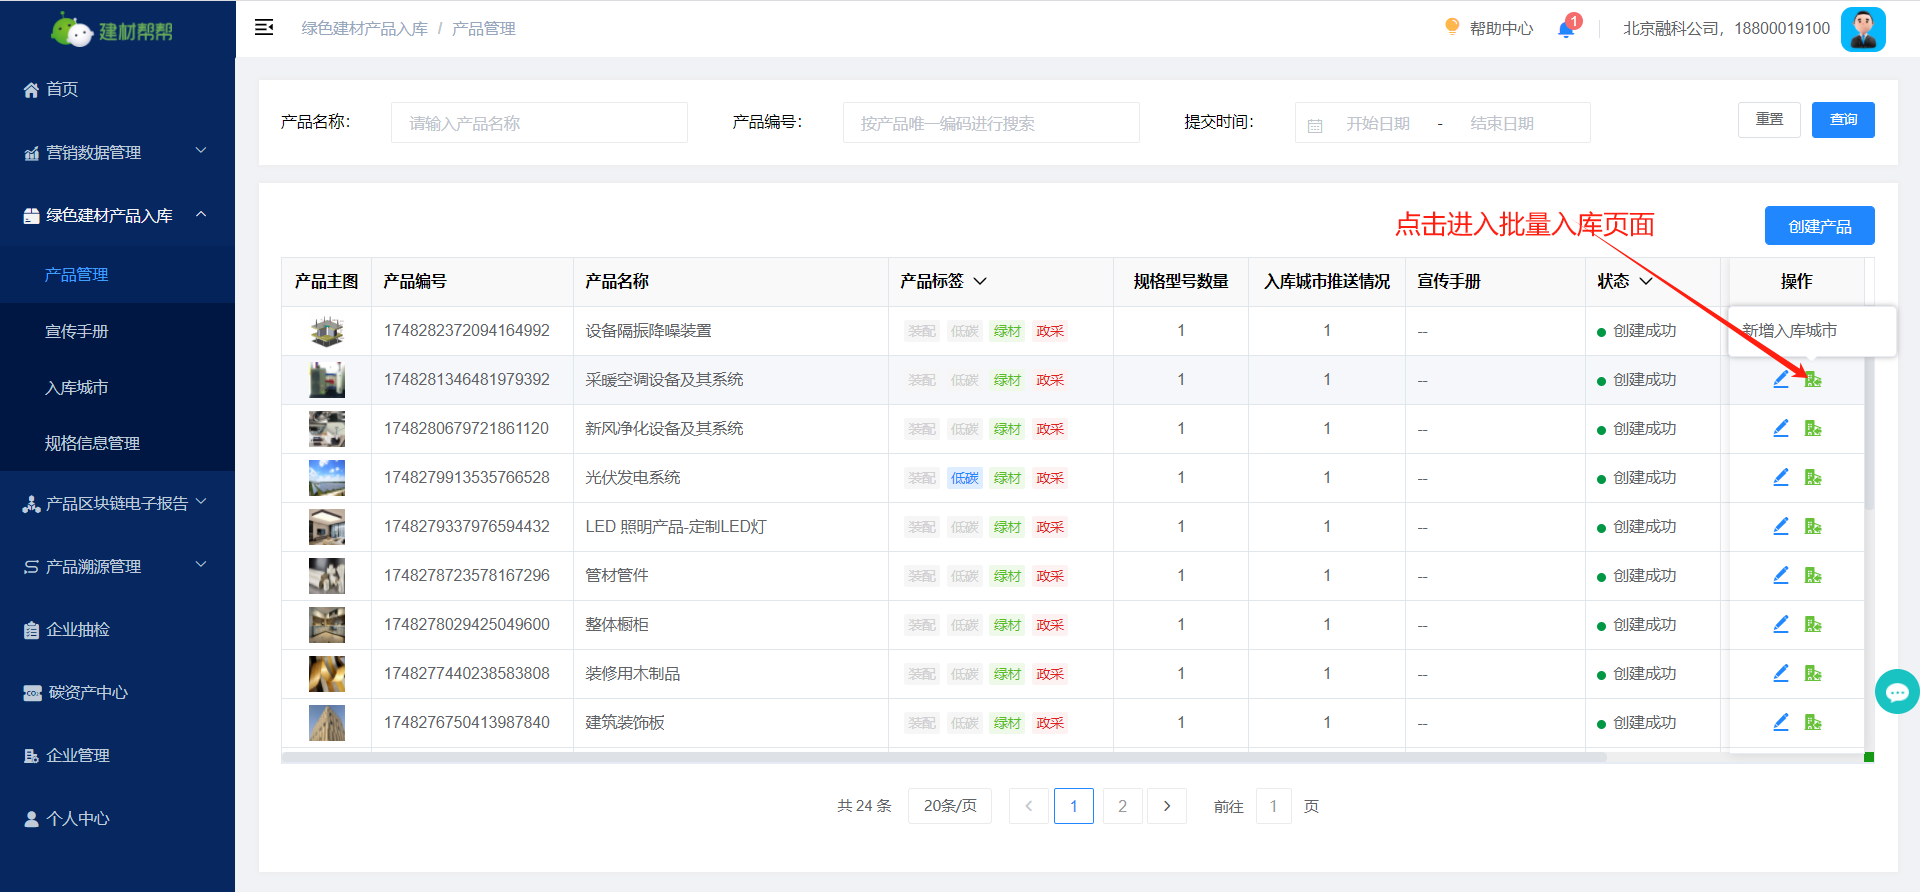 建材帮帮
绿色建材产品入库 / 产品管理
帮助中心
1
北京融科公司，18800019100
首页
营销数据管理
绿色建材产品入库
产品管理
宣传手册
入库城市
规格信息管理
产品区块链电子报告
产品溯源管理
企业抽检
碳资产中心
企业管理
个人中心
产品名称： 请输入产品名称 产品编号： 按产品唯一编码进行搜索 提交时间： 开始日期 - 结束日期 重置 查询
点击进入批量入库页面
创建产品
产品主图 产品编号 产品名称 产品标签 规格型号数量 入库城市推送情况 宣传手册 状态 操作
1748282372094164992 设备隔振降噪装置 装配 低碳 绿材 政采 1 1 -- 创建成功
新增入库城市
1748281346481979392 采暖空调设备及其系统 装配 低碳 绿材 政采 1 1 -- 创建成功
1748280679721861120 新风净化设备及其系统 装配 低碳 绿材 政采 1 1 -- 创建成功
1748279913535766528 光伏发电系统 装配 低碳 绿材 政采 1 1 -- 创建成功
1748279337976594432 LED 照明产品-定制LED灯 装配 低碳 绿材 政采 1 1 -- 创建成功
1748278723578167296 管材管件 装配 低碳 绿材 政采 1 1 -- 创建成功
1748278029425049600 整体橱柜 装配 低碳 绿材 政采 1 1 -- 创建成功
1748277440238583808 装修用木制品 装配 低碳 绿材 政采 1 1 -- 创建成功
1748276750413987840 建筑装饰板 装配 低碳 绿材 政采 1 1 -- 创建成功
共 24 条 20条/页 1 2 前往 1 页